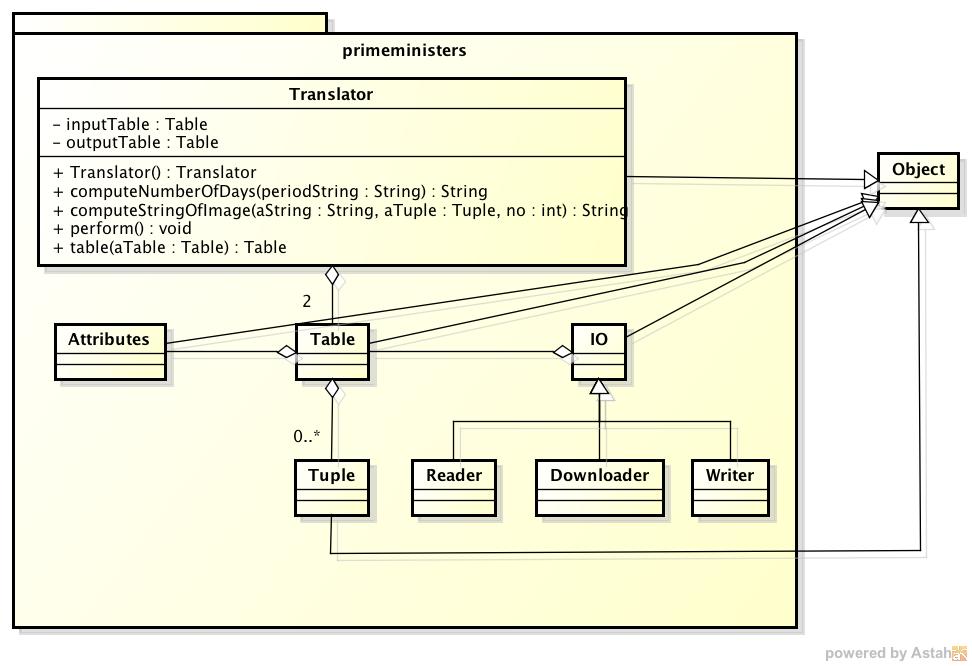 primeministers
Translator
- inputTable : Table
- outputTable : Table
+ Translator() : Translator
+ computeNumberOfDays(periodString : String) : String
+ computeStringOfImage(aString : String, aTuple : Tuple, no : int) : String
+ perform() : void
+ table(aTable : Table) : Table
Object
2
Attributes
Table
IO
0..*
Tuple
Reader
Downloader
Writer
powered by Astah